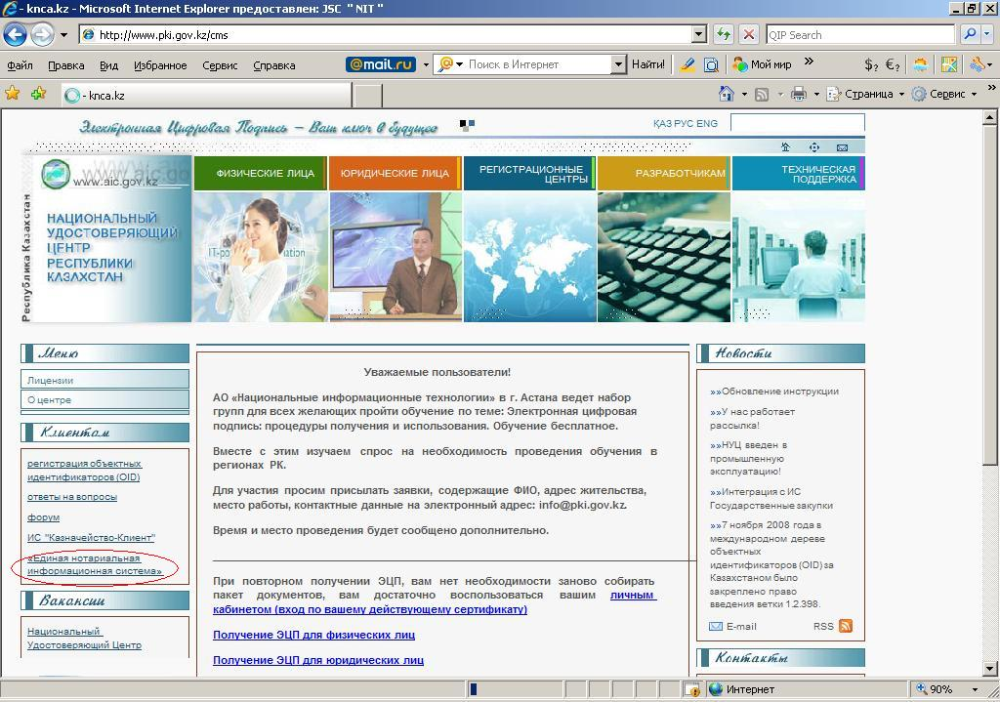 - knca.kz - Microsoft Internet Explorer предоставлен: JSC "NIT"
http://www.pki.gov.kz/cms
QIP Search
Файл Правка Вид Избранное Сервис Справка
@mail.ru Поиск в Интернет Найти! Мой мир » $? €?
- knca.kz
Страница Сервис »
Электронная Цифровая Подпись – Ваш ключ в будущее
ҚАЗ РУС ENG
www.aic.gov.kz
Республика Казахстан
НАЦИОНАЛЬНЫЙ
УДОСТОВЕРЯЮЩИЙ
ЦЕНТР
РЕСПУБЛИКИ
КАЗАХСТАН
ФИЗИЧЕСКИЕ ЛИЦА
ЮРИДИЧЕСКИЕ ЛИЦА
РЕГИСТРАЦИОННЫЕ
ЦЕНТРЫ
РАЗРАБОТЧИКАМ
ТЕХНИЧЕСКАЯ
ПОДДЕРЖКА
Меню
Лицензии
О центре
Клиентам
регистрация объектных
идентификаторов (OID)
ответы на вопросы
форум
ИС "Казначейство-Клиент"
«Единая нотариальная
информационная система»
Вакансии
Национальный
Удостоверяющий Центр
Уважаемые пользователи!
АО «Национальные информационные технологии» в г. Астана ведет набор
групп для всех желающих пройти обучение по теме: Электронная цифровая
подпись: процедуры получения и использования. Обучение бесплатное.
Вместе с этим изучаем спрос на необходимость проведения обучения в
регионах РК.
Для участия просим присылать заявки, содержащие ФИО, адрес жительства,
место работы, контактные данные на электронный адрес: info@pki.gov.kz.
Время и место проведения будет сообщено дополнительно.
При повторном получении ЭЦП, вам нет необходимости заново собирать
пакет документов, вам достаточно воспользоваться вашим личным
кабинетом (вход по вашему действующему сертификату)
Получение ЭЦП для физических лиц
Получение ЭЦП для юридических лиц
Новости
»»Обновление инструкции
»»У нас работает
рассылка!
»»НУЦ введен в
промышленную
эксплуатацию!
»»Интеграция с ИС
Государственные закупки
»»7 ноября 2008 года в
международном дереве
объектных
идентификаторов (OID) за
Казахстаном было
закреплено право
введения ветки 1.2.398.
E-mail RSS
Контакты
Интернет 90%